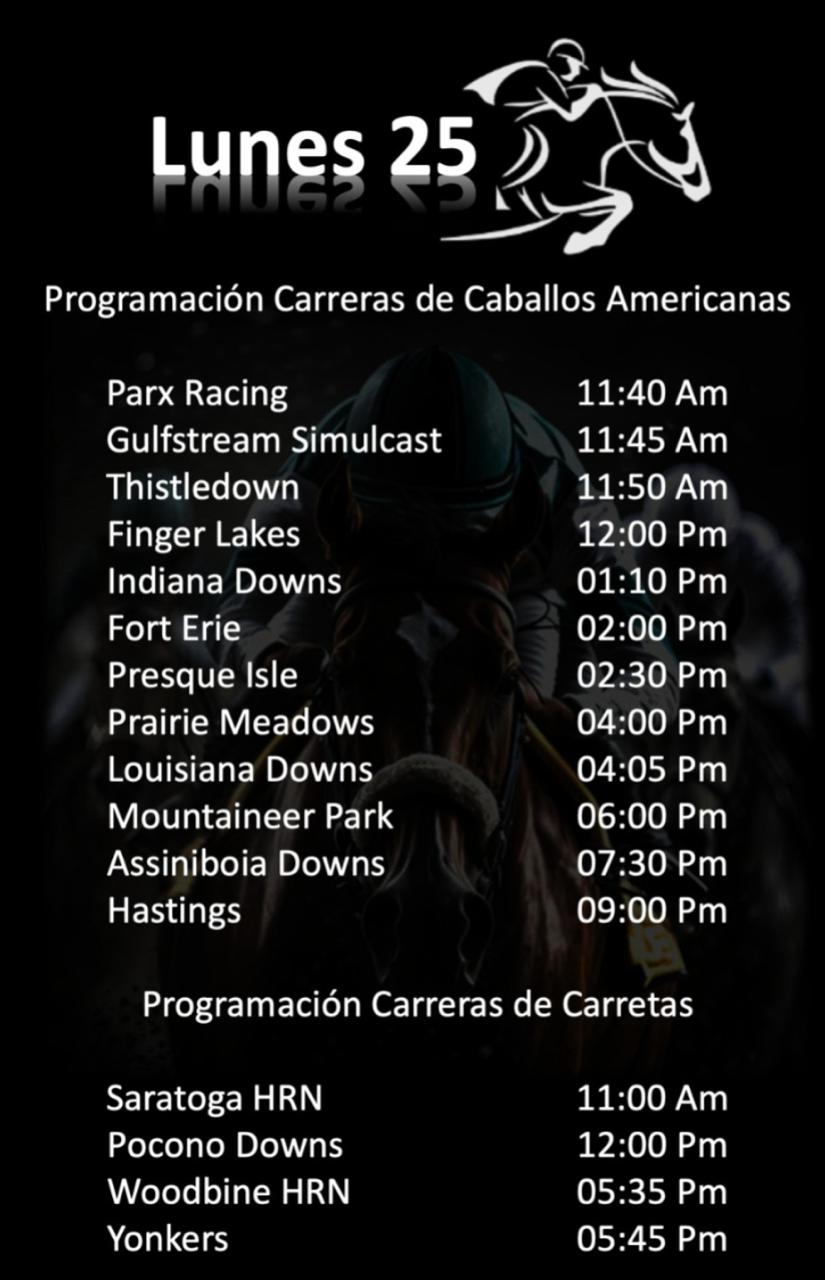 Lunes 25
Programación Carreras de Caballos Americanas
Parx Racing 11:40 Am
Gulfstream Simulcast 11:45 Am
Thistledown 11:50 Am
Finger Lakes 12:00 Pm
Indiana Downs 01:10 Pm
Fort Erie 02:00 Pm
Presque Isle 02:30 Pm
Prairie Meadows 04:00 Pm
Louisiana Downs 04:05 Pm
Mountaineer Park 06:00 Pm
Assiniboia Downs 07:30 Pm
Hastings 09:00 Pm
Programación Carreras de Carretas
Saratoga HRN 11:00 Am
Pocono Downs 12:00 Pm
Woodbine HRN 05:35 Pm
Yonkers 05:45 Pm